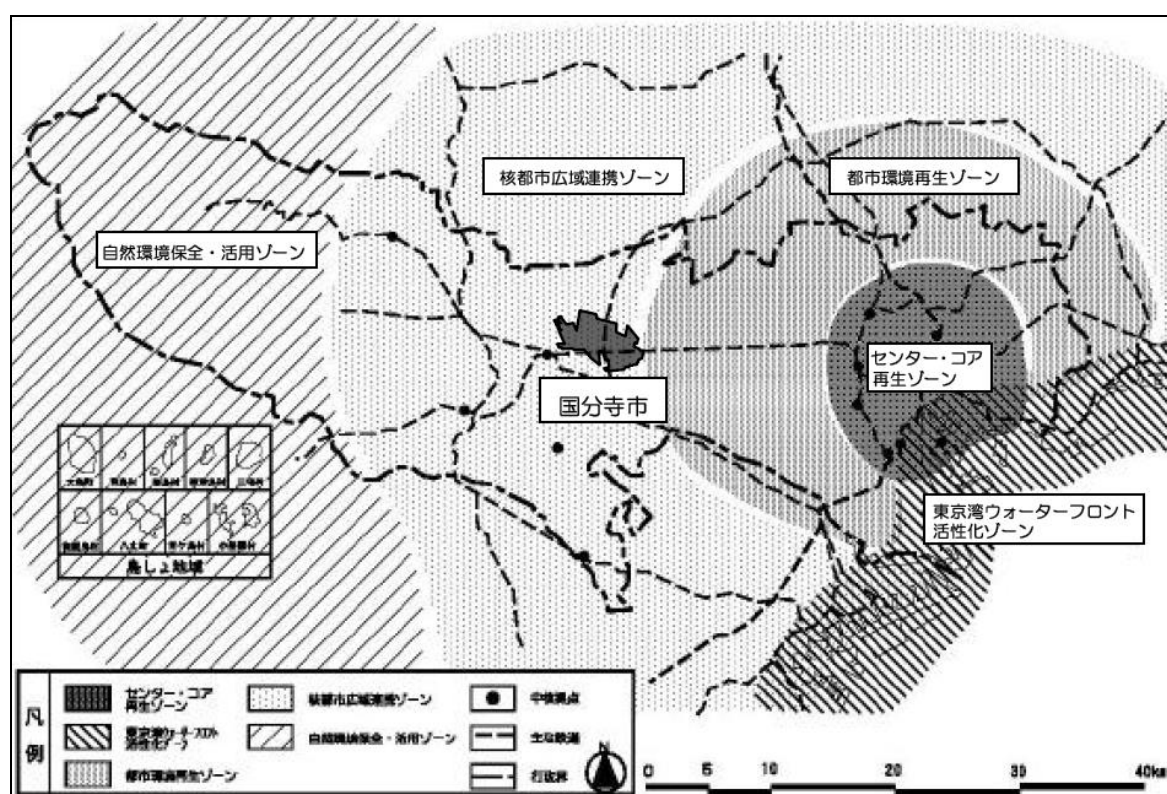 核都市広域連携ゾーン
都市環境再生ゾーン
自然環境保全・活用ゾーン
センター・コア
再生ゾーン
国分寺市
東京湾ウォーターフロント
活性化ゾーン
島しょ地域
凡例
センター・コア
再生ゾーン
核都市広域連携ゾーン
中核拠点
自然環境保全・活用ゾーン
主な鉄道
都市環境再生ゾーン
行政界
N
0 5 10 20 30 40km